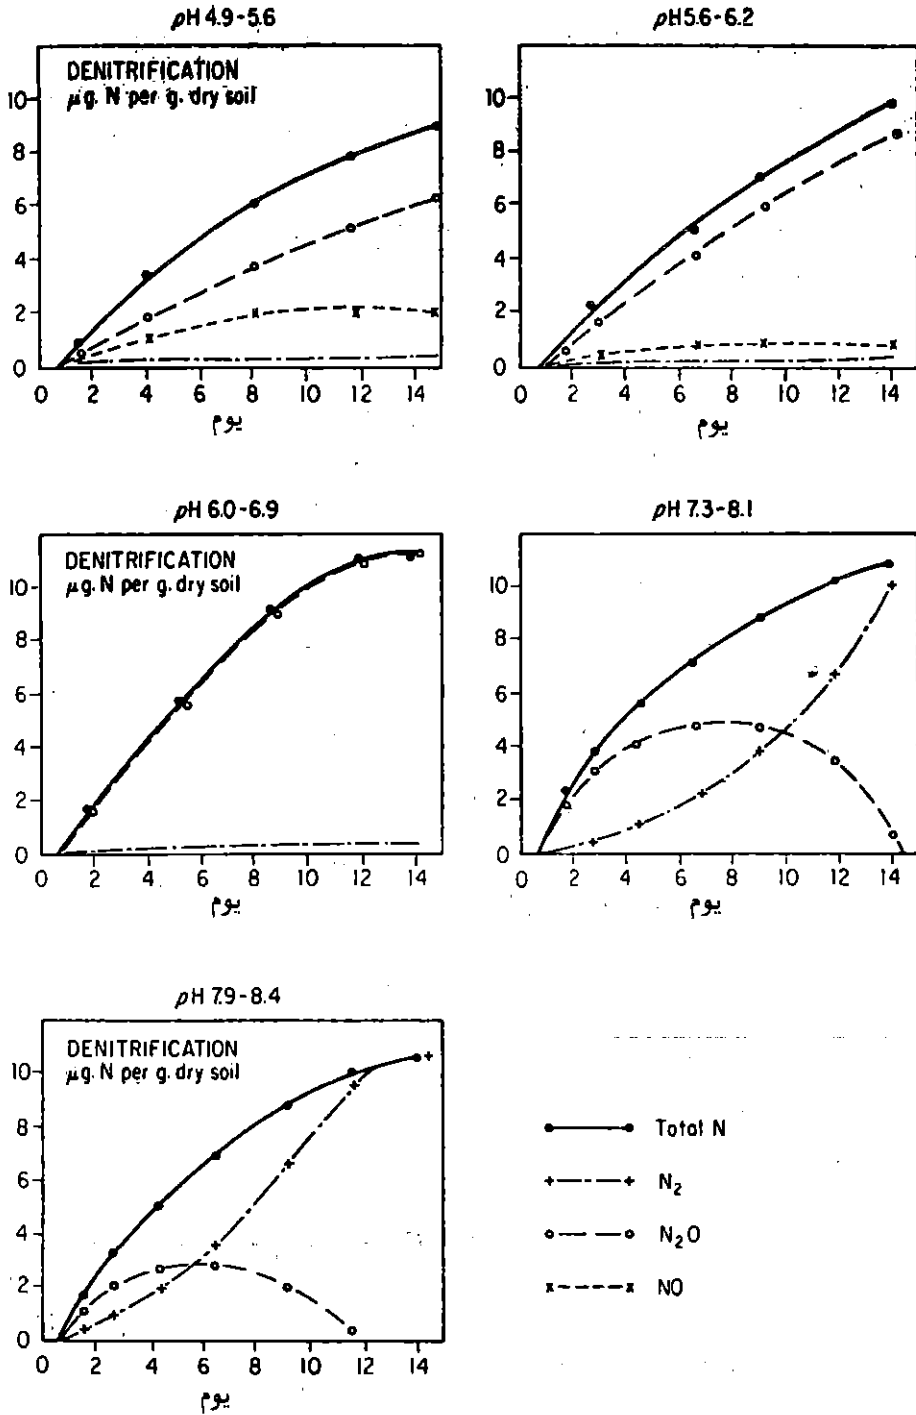 pH 4.9-5.6
DENITRIFICATION
μg. N per g. dry soil
10
8
6
4
2
0
0 2 4 6 8 10 12 14
يوم
pH 5.6-6.2
10
8
6
4
2
0
0 2 4 6 8 10 12 14
يوم
pH 6.0-6.9
DENITRIFICATION
μg. N per g. dry soil
10
8
6
4
2
0
0 2 4 6 8 10 12 14
يوم
pH 7.3-8.1
10
8
6
4
2
0
0 2 4 6 8 10 12 14
يوم
pH 7.9-8.4
DENITRIFICATION
μg. N per g. dry soil
10
8
6
4
2
0
0 2 4 6 8 10 12 14
يوم
Total N
N₂
N₂O
NO